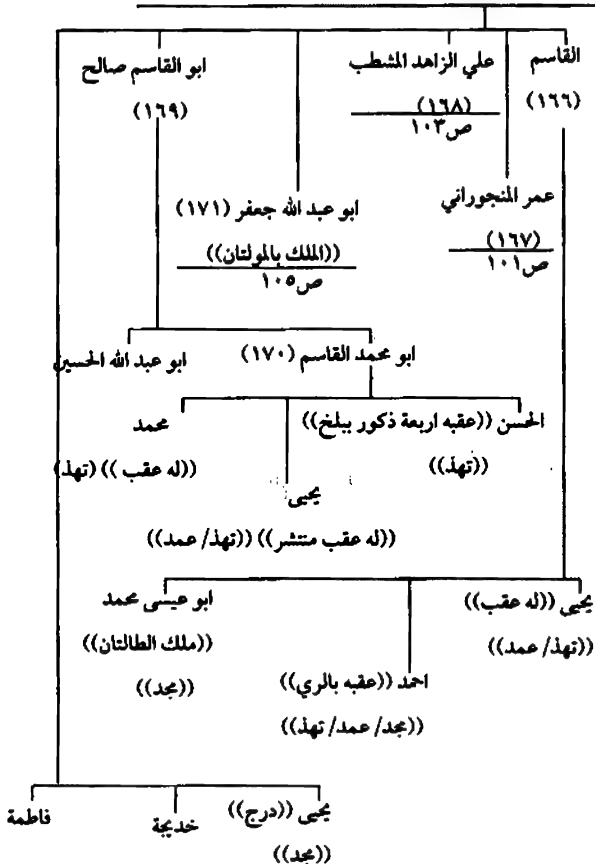 القاسم
(١٦٦)
علي الزاهد المشطب
(١٦٨)
ص١٠٣
ابو القاسم صالح
(١٦٩)
عمر المنجوراني
(١٦٧)
ص١٠١
ابو عبد الله جعفر (١٧١)
((الملك بالمولتان))
ص١٠٥
ابو محمد القاسم (١٧٠)
ابو عبد الله الحسين
الحسن ((عقبه اربعة ذكور ببلخ))
((تهذ))
محمد
((له عقب )) (تهذ)
يحيى
((له عقب منتشر)) ((تهذ/ عمد))
يحيى ((له عقب))
((تهذ/ عمد))
ابو عيسى محمد
((ملك الطالتان))
((مجد))
احمد ((عقبه بالري))
((مجد/ عمد/ تهذ))
يحيى ((درج))
((مجد))
خديجة
فاطمة